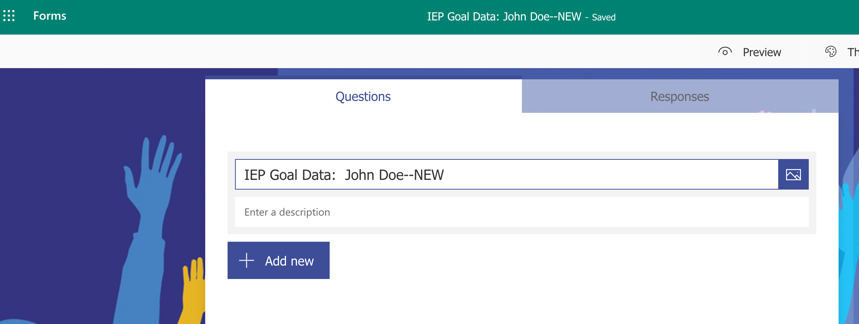 Forms
IEP Goal Data: John Doe--NEW - Saved
Preview
Th
Questions
Responses
IEP Goal Data:  John Doe--NEW
Enter a description
Add new